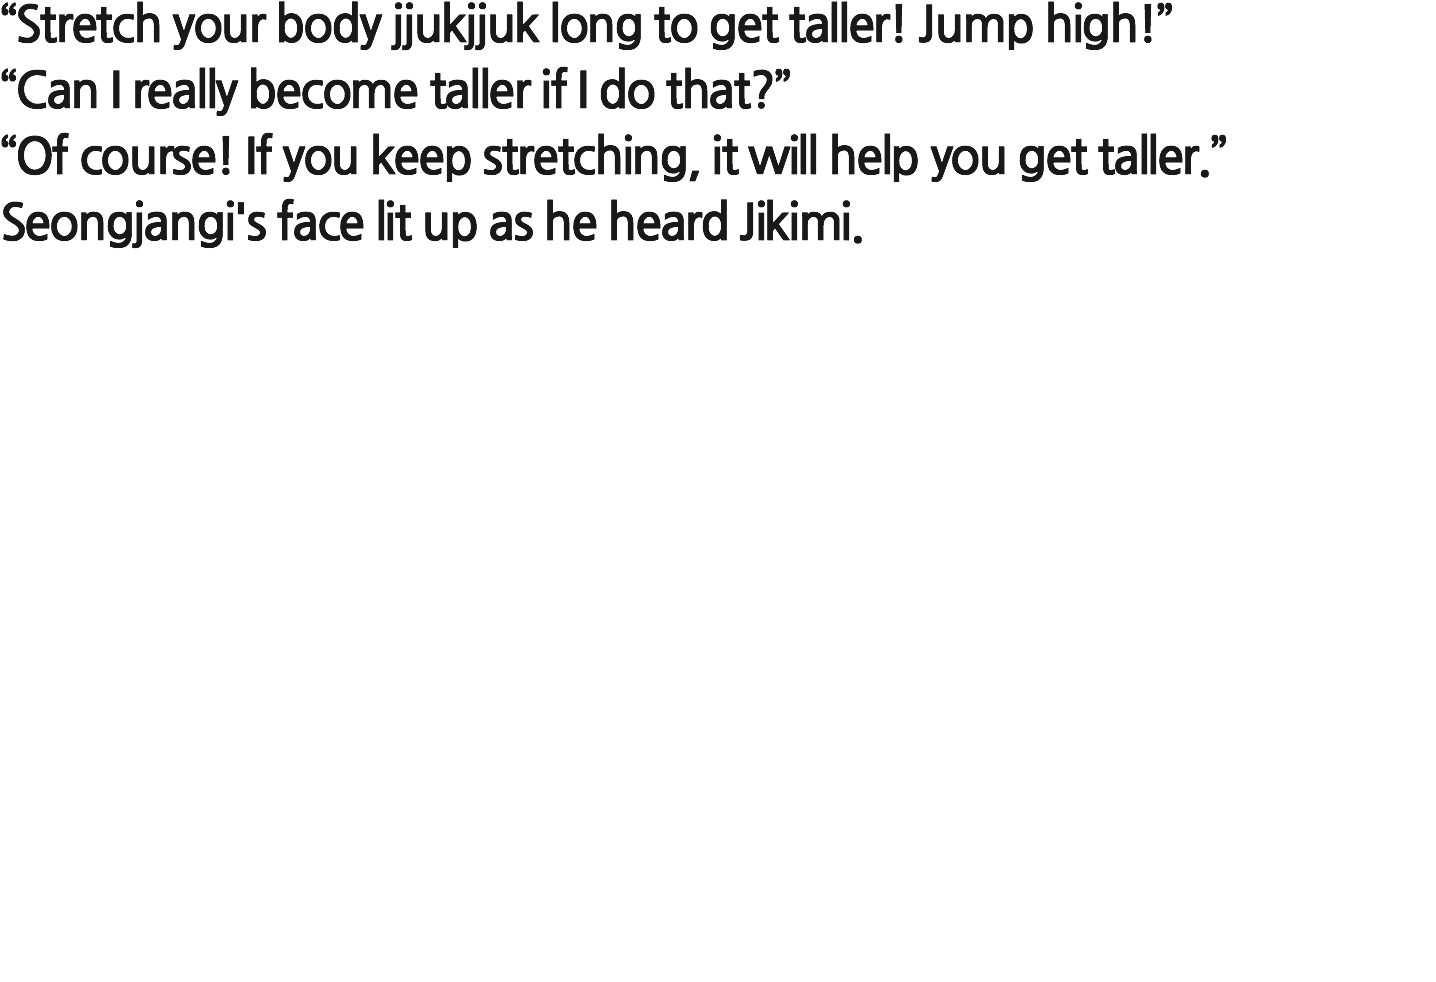 “Stretch your body jjukjjuk long to get taller! Jump high!”
“Can I really become taller if I do that?”
“Of course! If you keep stretching, it will help you get taller.”
Seongjangi's face lit up as he heard Jikimi.